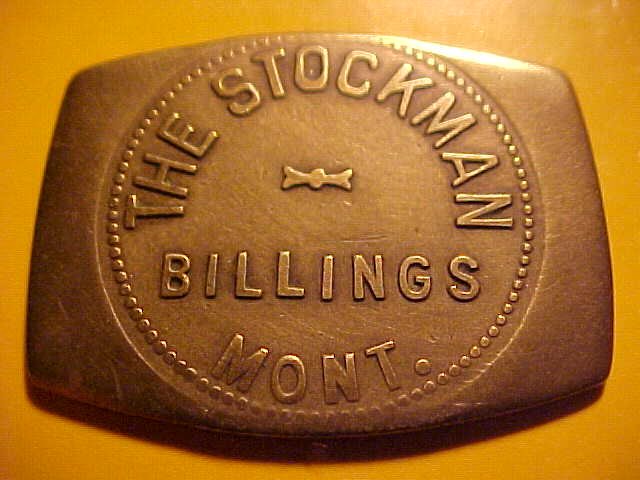 THE STOCKMAN
BILLINGS
MONT.